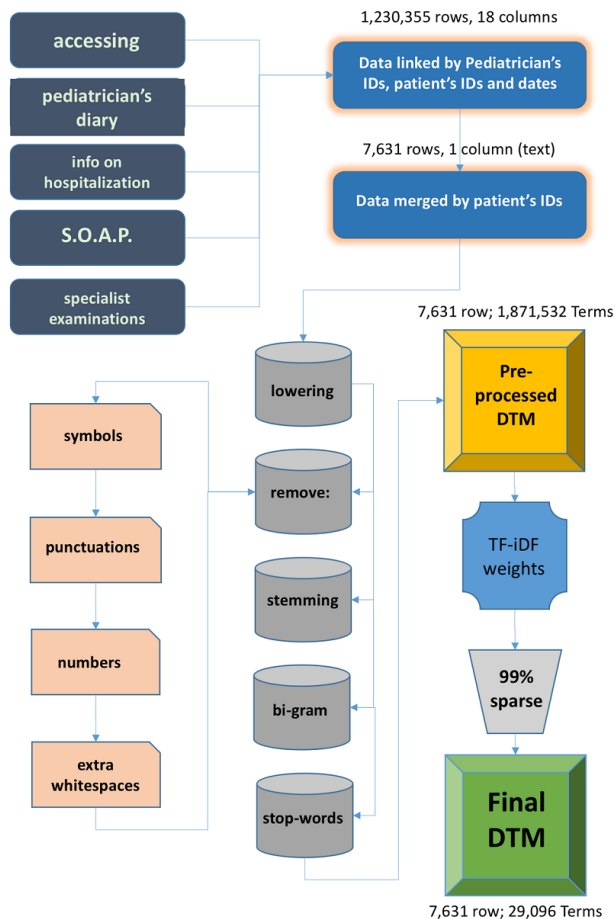 1,230,355 rows, 18 columns
accessing
pediatrician's
diary
info on
hospitalization
S.O.A.P.
specialist
examinations
Data linked by Pediatrician's
IDs, patient's IDs and dates
7,631 rows, 1 column (text)
Data merged by patient's IDs
lowering
remove:
symbols
punctuations
numbers
extra
whitespaces
stemming
bi-gram
stop-words
7,631 row; 1,871,532 Terms
Pre-
processed
DTM
TF-iDF
weights
99%
sparse
Final
DTM
7,631 row; 29,096 Terms